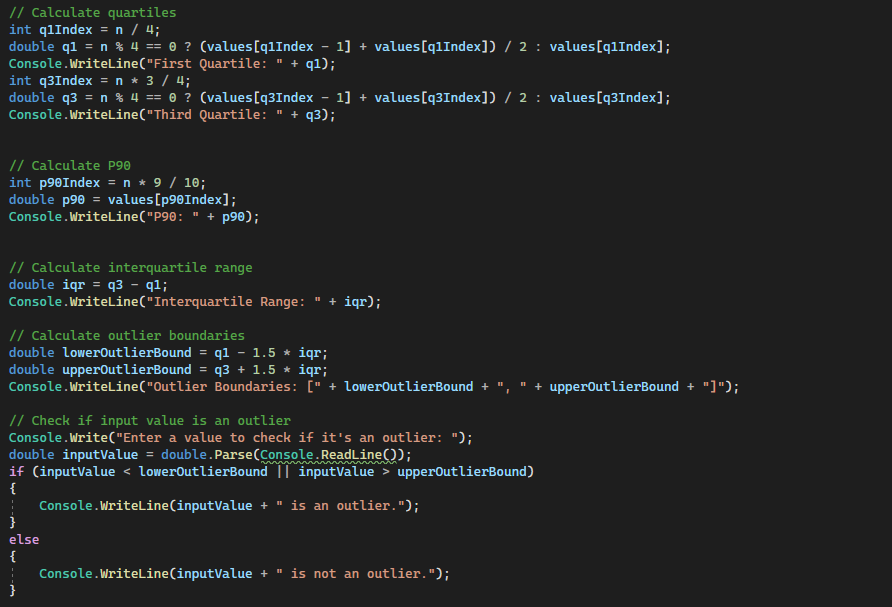 // Calculate quartiles
int q1Index = n / 4;
double q1 = n % 4 == 0 ? (values[q1Index - 1] + values[q1Index]) / 2 : values[q1Index];
Console.WriteLine("First Quartile: " + q1);
int q3Index = n * 3 / 4;
double q3 = n % 4 == 0 ? (values[q3Index - 1] + values[q3Index]) / 2 : values[q3Index];
Console.WriteLine("Third Quartile: " + q3);
// Calculate P90
int p90Index = n * 9 / 10;
double p90 = values[p90Index];
Console.WriteLine("P90: " + p90);
// Calculate interquartile range
double iqr = q3 - q1;
Console.WriteLine("Interquartile Range: " + iqr);
// Calculate outlier boundaries
double lowerOutlierBound = q1 - 1.5 * iqr;
double upperOutlierBound = q3 + 1.5 * iqr;
Console.WriteLine("Outlier Boundaries: [" + lowerOutlierBound + ", " + upperOutlierBound + "]");
// Check if input value is an outlier
Console.Write("Enter a value to check if it's an outlier: ");
double inputValue = double.Parse(Console.ReadLine());
if (inputValue < lowerOutlierBound || inputValue > upperOutlierBound)
{
    Console.WriteLine(inputValue + " is an outlier.");
}
else
{
    Console.WriteLine(inputValue + " is not an outlier.");
}